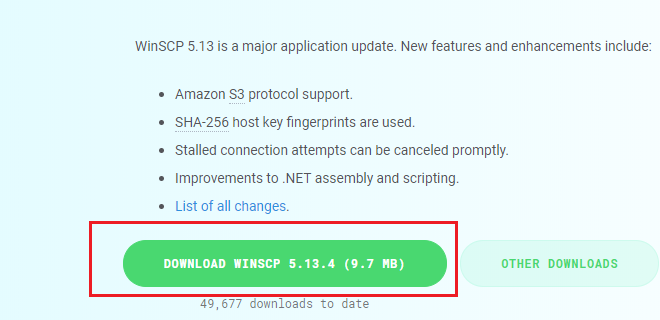 WinSCP 5.13 is a major application update. New features and enhancements include:
Amazon S3 protocol support.
SHA-256 host key fingerprints are used.
Stalled connection attempts can be canceled promptly.
Improvements to .NET assembly and scripting.
List of all changes.
DOWNLOAD WINSCP 5.13.4 (9.7 MB) OTHER DOWNLOADS
49,677 downloads to date